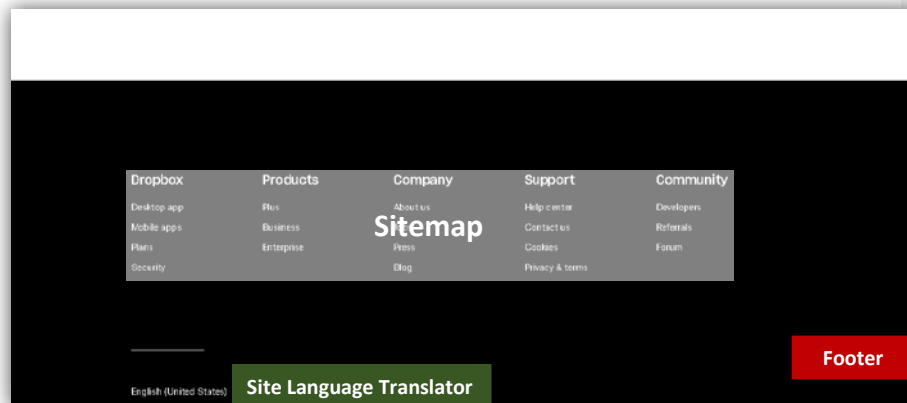 Dropbox Products Company Support Community
Desktop app Plus About us Help center Developers
Mobile apps Business Contact us Referrals
Sitemap
Plans Enterprise Press Cookies Forum
Security Blog Privacy & terms
Footer
English (United States) Site Language Translator